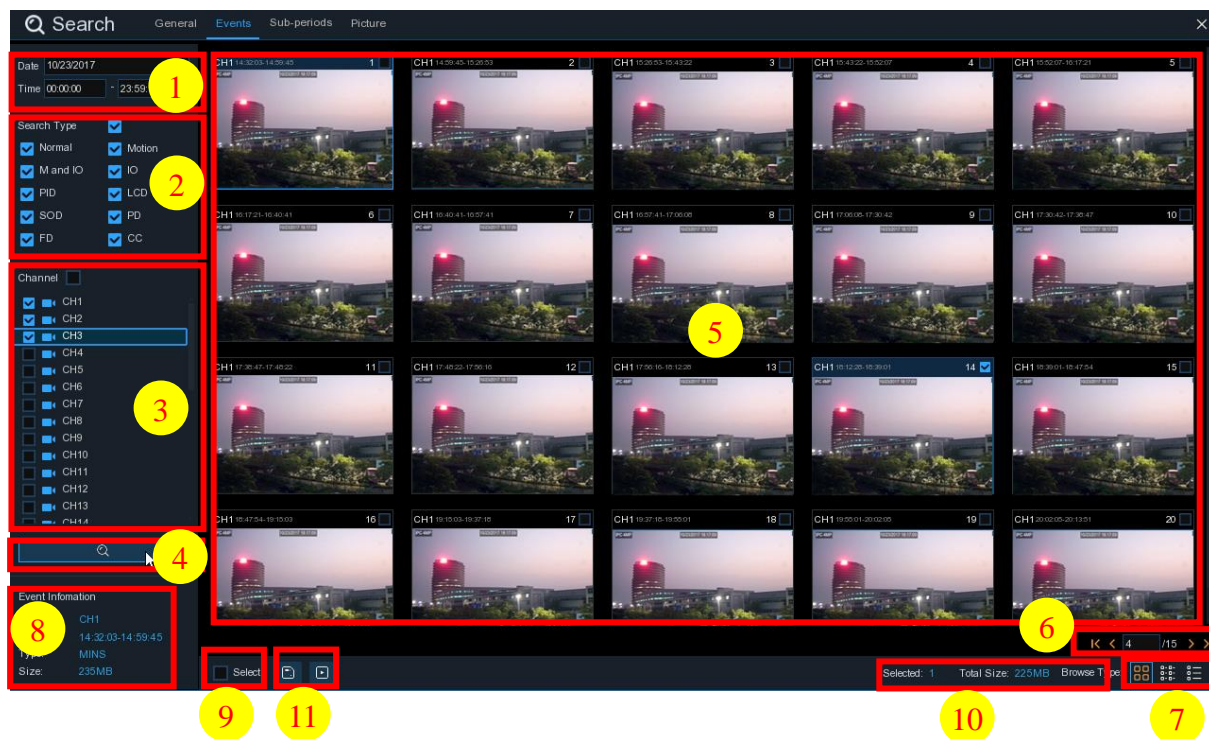 Search General Events Sub-periods Picture
Date 10/23/2017
Time 00:00:00 - 23:59:
1
Search Type
Normal Motion
M and IO IO
PID LCD
SOD PD
FD CC
2
Channel
CH1
CH2
CH3
CH4
CH5
CH6
CH7
CH8
CH9
CH10
CH11
CH12
CH13
CH14
3
4
Event Infomation
CH1
14:32:03-14:59:45
MINS
Size: 235MB
8
CH1 14:32:03-14:59:45 1
CH1 14:59:45-15:26:53 2
CH1 15:26:53-15:43:22 3
CH1 15:43:22-15:52:07 4
CH1 15:52:07-16:17:21 5
CH1 16:17:21-16:40:41 6
CH1 16:40:41-16:57:41 7
CH1 16:57:41-17:06:08 8
CH1 17:06:08-17:30:42 9
CH1 17:30:42-17:36:47 10
5
CH1 17:36:47-17:48:22 11
CH1 17:48:22-17:56:16 12
CH1 17:56:16-18:12:28 13
CH1 18:12:28-18:39:01 14
CH1 18:39:01-18:47:54 15
CH1 18:47:54-19:15:03 16
CH1 19:15:03-19:37:18 17
CH1 19:37:18-19:55:01 18
CH1 19:55:01-20:02:05 19
CH1 20:02:05-20:13:51 20
6
4 /15
Select
Selected: 1 Total Size: 225MB Browse Type
9
11
10
7